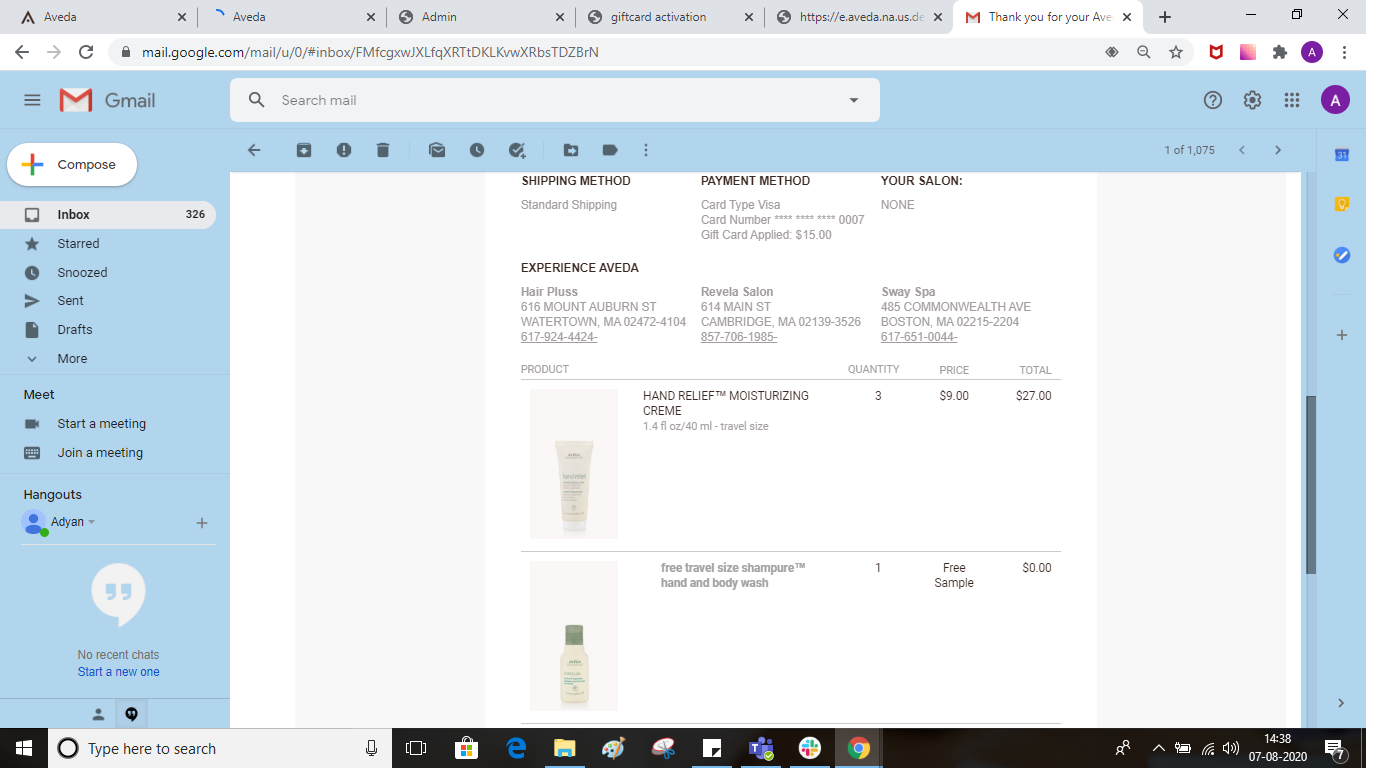 Aveda
Aveda
Admin
giftcard activation
https://e.aveda.na.us.de
Thank you for your Ave
mail.google.com/mail/u/0/#inbox/FMfcgxwJXLfqXRTtDKLKvwXRbsTDZBrN
A
Gmail
Search mail
A
Compose
1 of 1,075
31
Inbox 326
Starred
Snoozed
Sent
Drafts
More
Meet
Start a meeting
Join a meeting
Hangouts
Adyan
No recent chats
Start a new one
SHIPPING METHOD PAYMENT METHOD YOUR SALON:
Standard Shipping Card Type Visa NONE
Card Number **** **** **** 0007
Gift Card Applied: $15.00
EXPERIENCE AVEDA
Hair Pluss Revela Salon Sway Spa
616 MOUNT AUBURN ST 614 MAIN ST 485 COMMONWEALTH AVE
WATERTOWN, MA 02472-4104 CAMBRIDGE, MA 02139-3526 BOSTON, MA 02215-2204
617-924-4424- 857-706-1985- 617-651-0044-
PRODUCT QUANTITY PRICE TOTAL
HAND RELIEF™ MOISTURIZING 3 $9.00 $27.00
CREME
1.4 fl oz/40 ml - travel size
AVEDA
hand relief
free travel size shampure™ 1 Free $0.00
hand and body wash Sample
AVEDA
Type here to search
14:38
07-08-2020
7